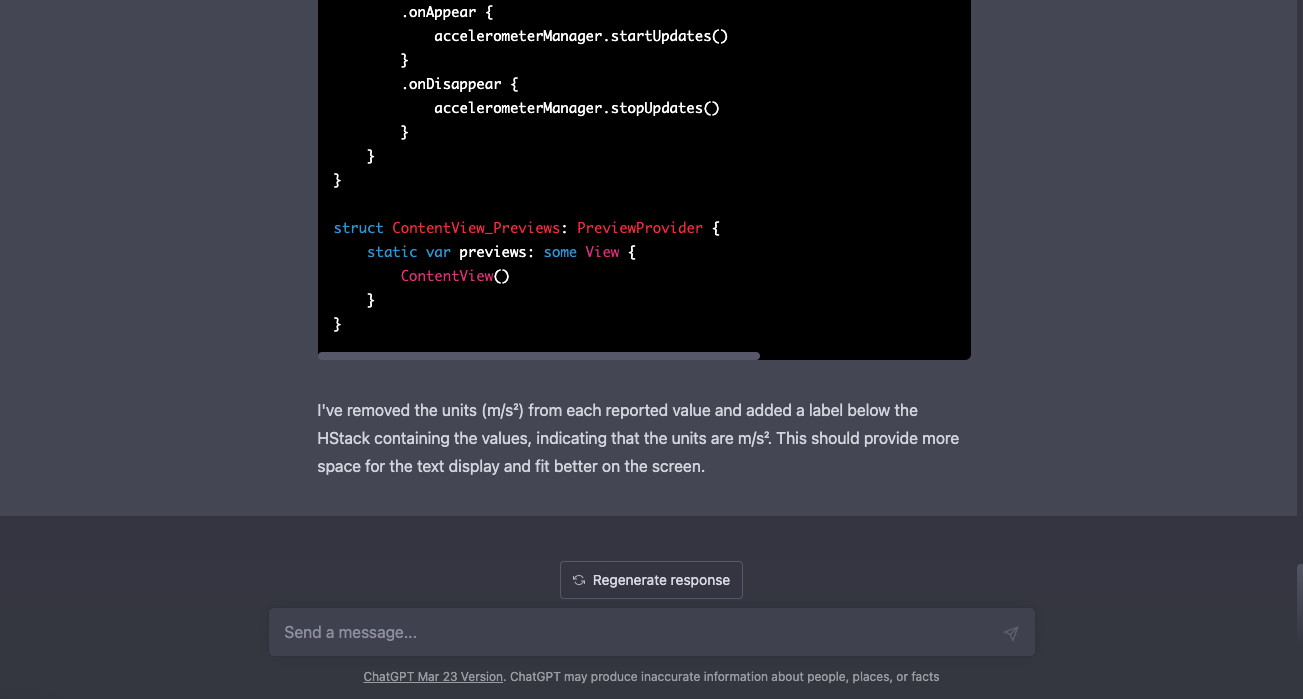 .onAppear {
accelerometerManager.startUpdates()
}
.onDisappear {
accelerometerManager.stopUpdates()
}
}
}
struct ContentView_Previews: PreviewProvider {
static var previews: some View {
ContentView()
}
}
I've removed the units (m/s²) from each reported value and added a label below the
HStack containing the values, indicating that the units are m/s². This should provide more
space for the text display and fit better on the screen.
Regenerate response
Send a message...
ChatGPT Mar 23 Version. ChatGPT may produce inaccurate information about people, places, or facts